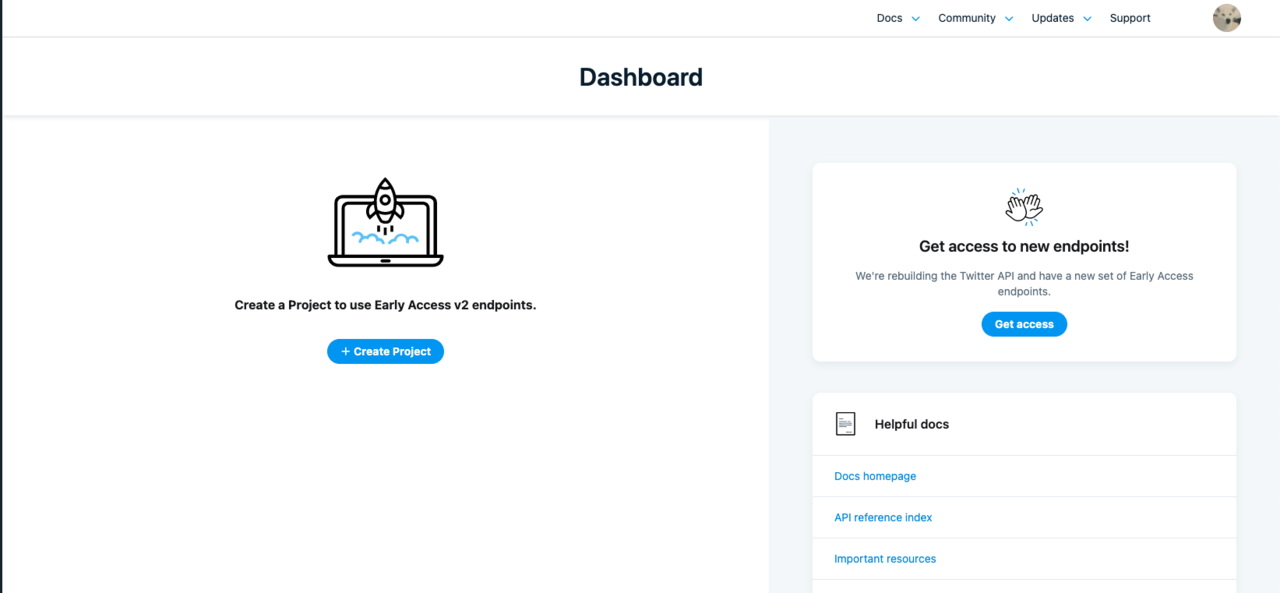 Docs Community Updates Support
Dashboard
Create a Project to use Early Access v2 endpoints.
+ Create Project
Get access to new endpoints!
We're rebuilding the Twitter API and have a new set of Early Access
endpoints.
Get access
Helpful docs
Docs homepage
API reference index
Important resources